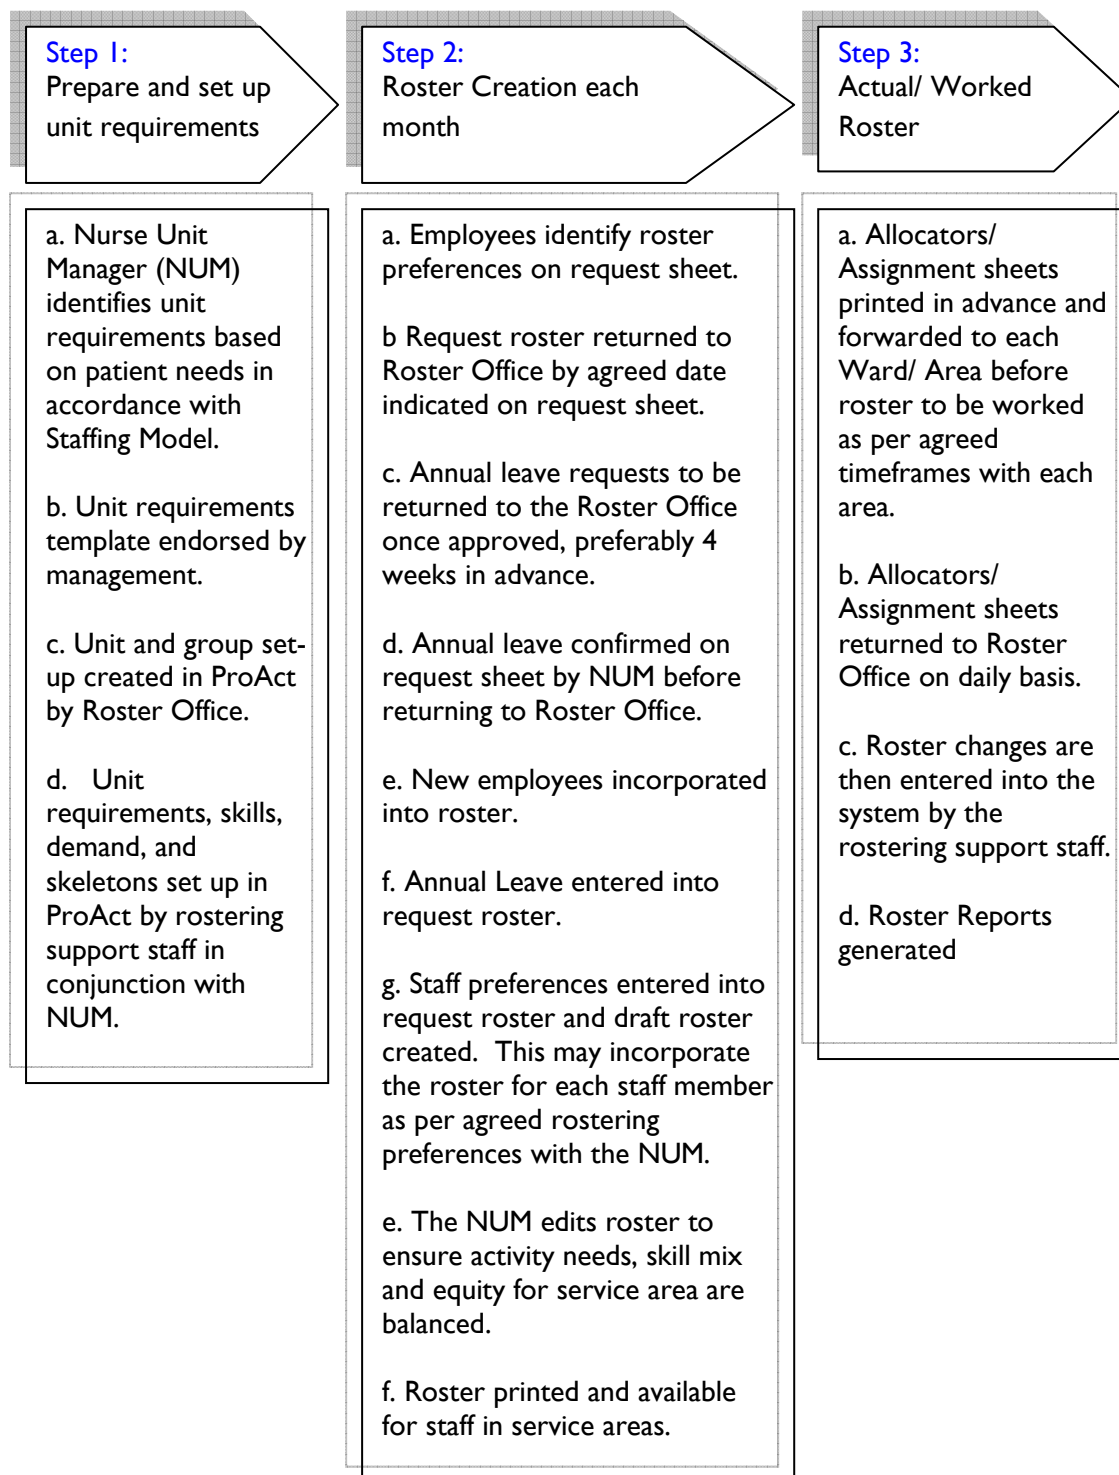 Step 1:
Prepare and set up
unit requirements
a. Nurse Unit
Manager (NUM)
identifies unit
requirements based
on patient needs in
accordance with
Staffing Model.
b. Unit requirements
template endorsed by
management.
c. Unit and group set-
up created in ProAct
by Roster Office.
d. Unit
requirements, skills,
demand, and
skeletons set up in
ProAct by rostering
support staff in
conjunction with
NUM.
Step 2:
Roster Creation each
month
a. Employees identify roster
preferences on request sheet.
b Request roster returned to
Roster Office by agreed date
indicated on request sheet.
c. Annual leave requests to be
returned to the Roster Office
once approved, preferably 4
weeks in advance.
d. Annual leave confirmed on
request sheet by NUM before
returning to Roster Office.
e. New employees incorporated
into roster.
f. Annual Leave entered into
request roster.
g. Staff preferences entered into
request roster and draft roster
created. This may incorporate
the roster for each staff member
as per agreed rostering
preferences with the NUM.
e. The NUM edits roster to
ensure activity needs, skill mix
and equity for service area are
balanced.
f. Roster printed and available
for staff in service areas.
Step 3:
Actual/ Worked
Roster
a. Allocators/
Assignment sheets
printed in advance and
forwarded to each
Ward/ Area before
roster to be worked
as per agreed
timeframes with each
area.
b. Allocators/
Assignment sheets
returned to Roster
Office on daily basis.
c. Roster changes are
then entered into the
system by the
rostering support staff.
d. Roster Reports
generated